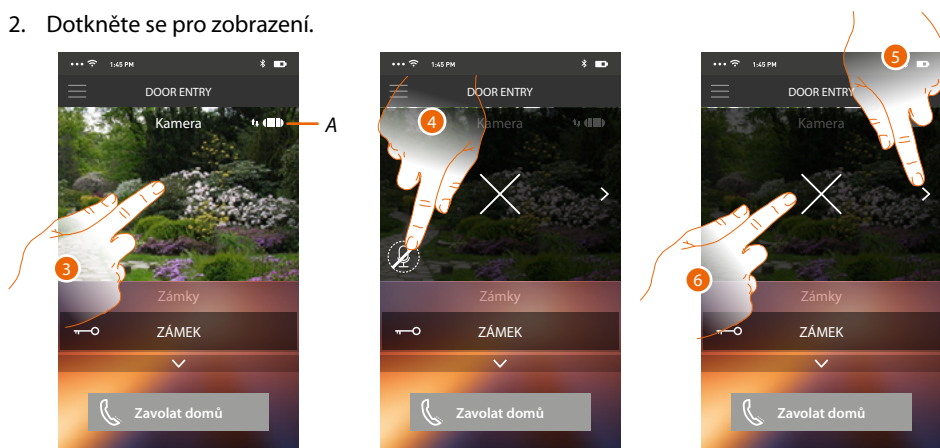 2. Dotkněte se pro zobrazení.
1:45 PM
DOOR ENTRY
Kamera
A
3
Zámky
ZÁMEK
Zavolat domů
1:45 PM
DOOR ENTRY
4
Kamera
Zámky
ZÁMEK
Zavolat domů
5
1:45 PM
DOOR ENTRY
Kamera
6
Zámky
ZÁMEK
Zavolat domů